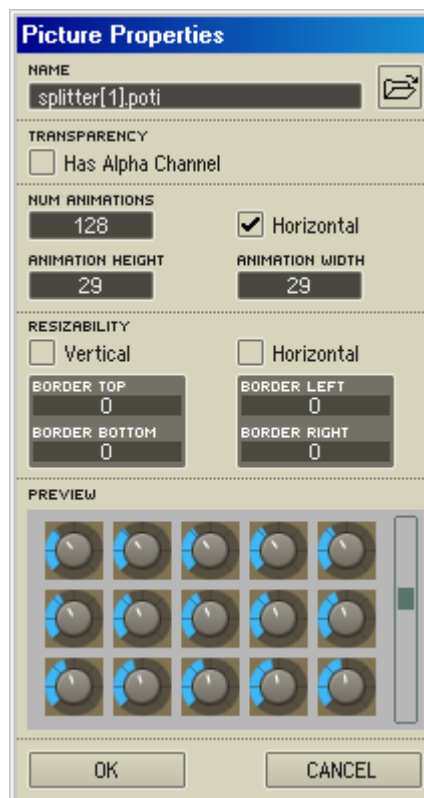 Picture Properties
NAME
splitter[1].poti
TRANSPARENCY
Has Alpha Channel
NUM ANIMATIONS
128
Horizontal
ANIMATION HEIGHT ANIMATION WIDTH
29 29
RESIZABILITY
Vertical Horizontal
BORDER TOP BORDER LEFT
0 0
BORDER BOTTOM BORDER RIGHT
0 0
PREVIEW
OK CANCEL